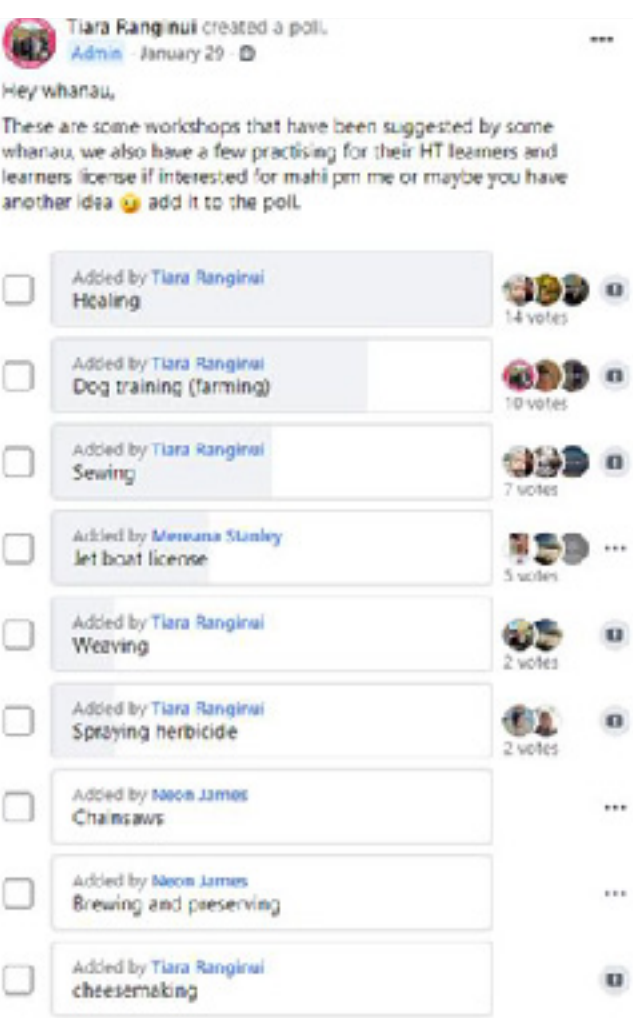 Tiara Ranginui created a poll.
Admin · January 29 ·
Hey whanau,
These are some workshops that have been suggested by some
whanau, we also have a few practising for their HT learners and
learners license if interested for mahi pm me or maybe you have
another idea 😉 add it to the poll.
Added by Tiara Ranginui
Healing
14 votes
Added by Tiara Ranginui
Dog training (farming)
10 votes
Added by Tiara Ranginui
Sewing
7 votes
Added by Mereana Stanley
Jet boat license
5 votes
Added by Tiara Ranginui
Weaving
2 votes
Added by Tiara Ranginui
Spraying herbicide
2 votes
Added by Neon James
Chainsaws
Added by Neon James
Brewing and preserving
Added by Tiara Ranginui
cheesemaking